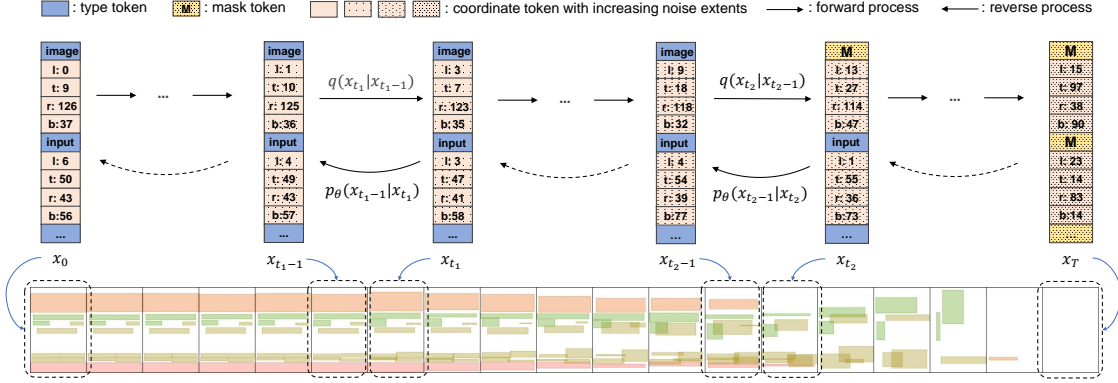 : type token M : mask token : coordinate token with increasing noise extents : forward process : reverse process
image image image image M M
l: 0 l: 1 l: 3 l: 9 l: 13 l: 15
t: 9 t: 10 t: 7 t: 18 t: 27 t: 97
r: 126 r: 125 r: 123 r: 118 r: 114 r: 38
b:37 b:36 b:35 b:32 b:47 b: 90
input input input input input M
l: 6 l: 4 l: 3 l: 4 l: 1 l: 23
t: 50 t: 49 t: 47 t: 54 t: 55 t: 14
r: 43 r: 43 r: 41 r: 39 r: 36 r: 83
b:56 b:57 b: 58 b:77 b:73 b:14
... ... ... ... ... ...
... ... ...
q(x_{t_1}|x_{t_1-1}) q(x_{t_2}|x_{t_2-1})
p_θ(x_{t_1-1}|x_{t_1}) p_θ(x_{t_2-1}|x_{t_2})
x_0 x_{t_1-1} x_{t_1} x_{t_2-1} x_{t_2} x_T